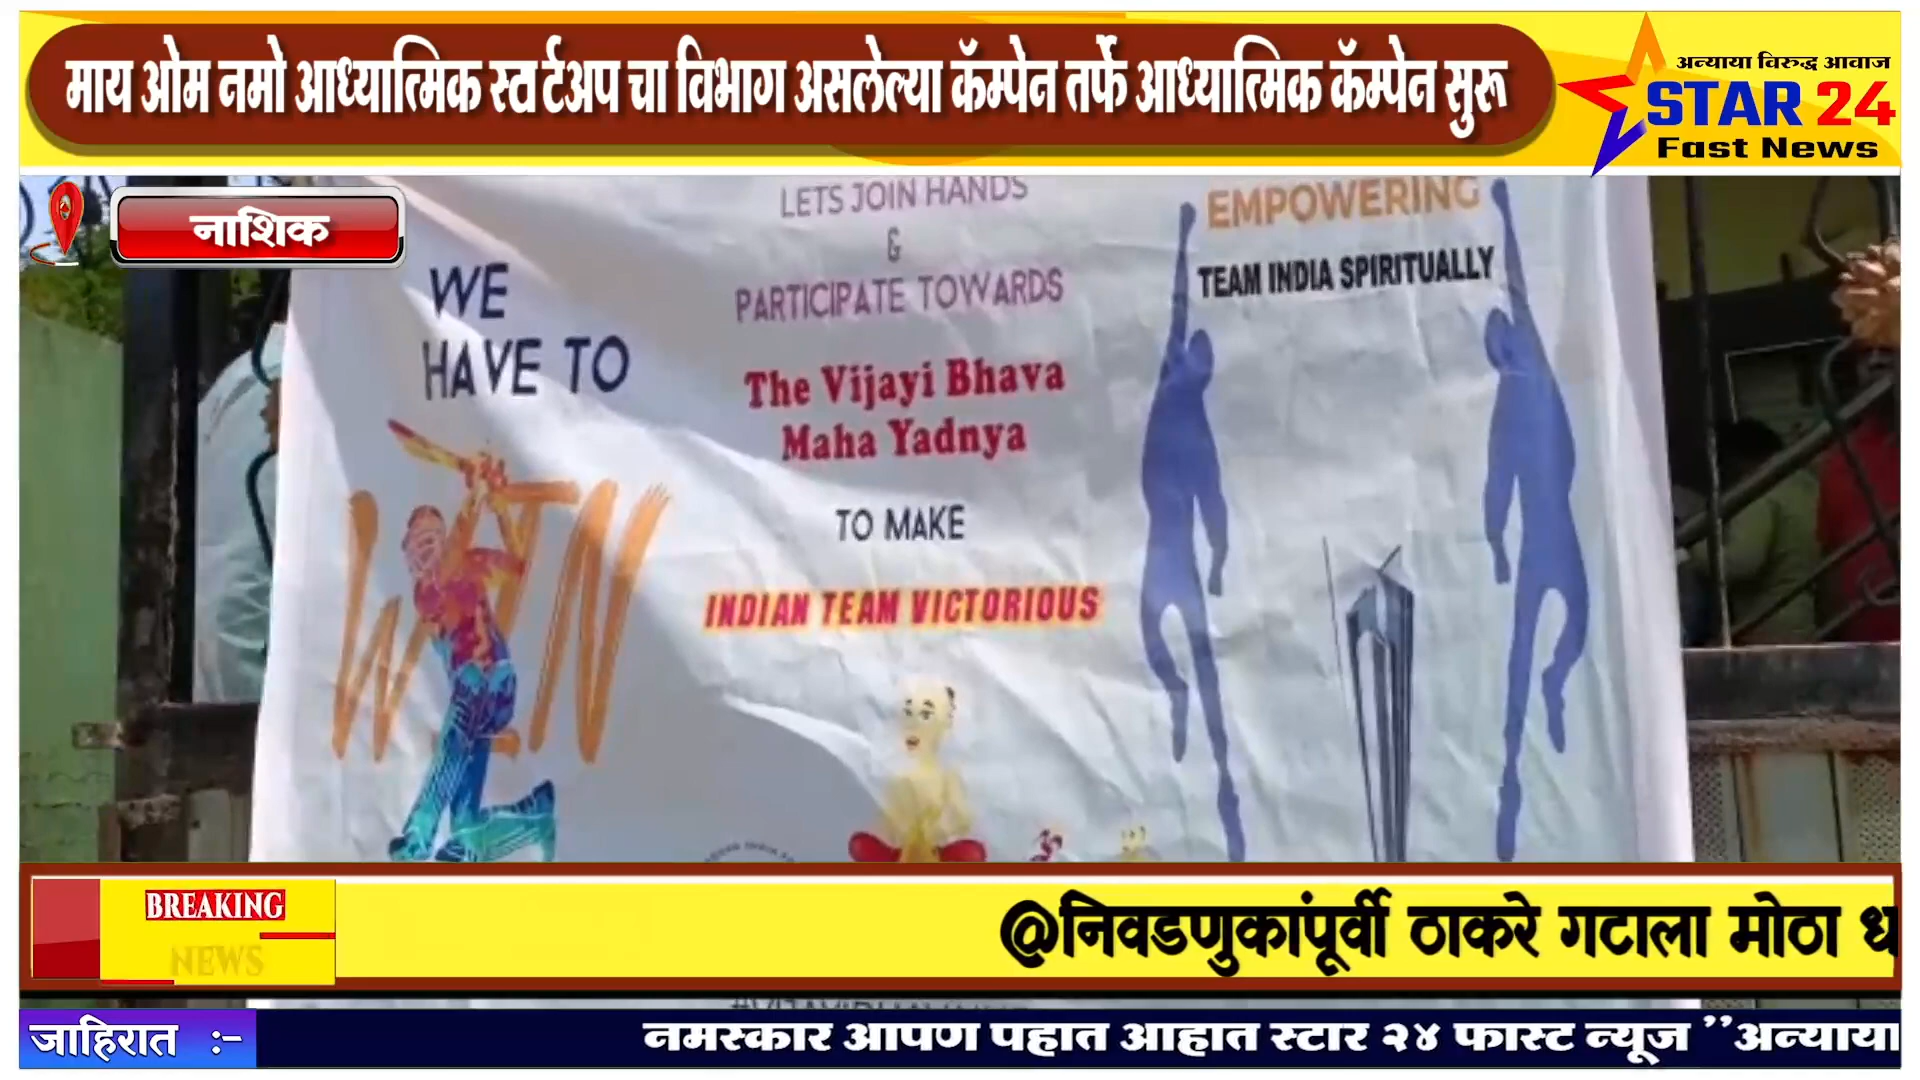 माय ओम नमो आध्यात्मिक स्टार्टअप चा विभाग असलेल्या कॅम्पेन तर्फे आध्यात्मिक कॅम्पेन सुरू
अन्याया विरुद्ध आवाज
STAR 24
Fast News
नाशिक
WE
HAVE TO
WIN
LETS JOIN HANDS
&
PARTICIPATE TOWARDS
The Vijayi Bhava
Maha Yadnya
TO MAKE
INDIAN TEAM VICTORIOUS
EMPOWERING
TEAM INDIA SPIRITUALLY
BREAKING
NEWS
@निवडणुकांपूर्वी ठाकरे गटाला मोठा
जाहिरात :-
नमस्कार आपण पहात आहात स्टार २४ फास्ट न्यूज ”अन्याया